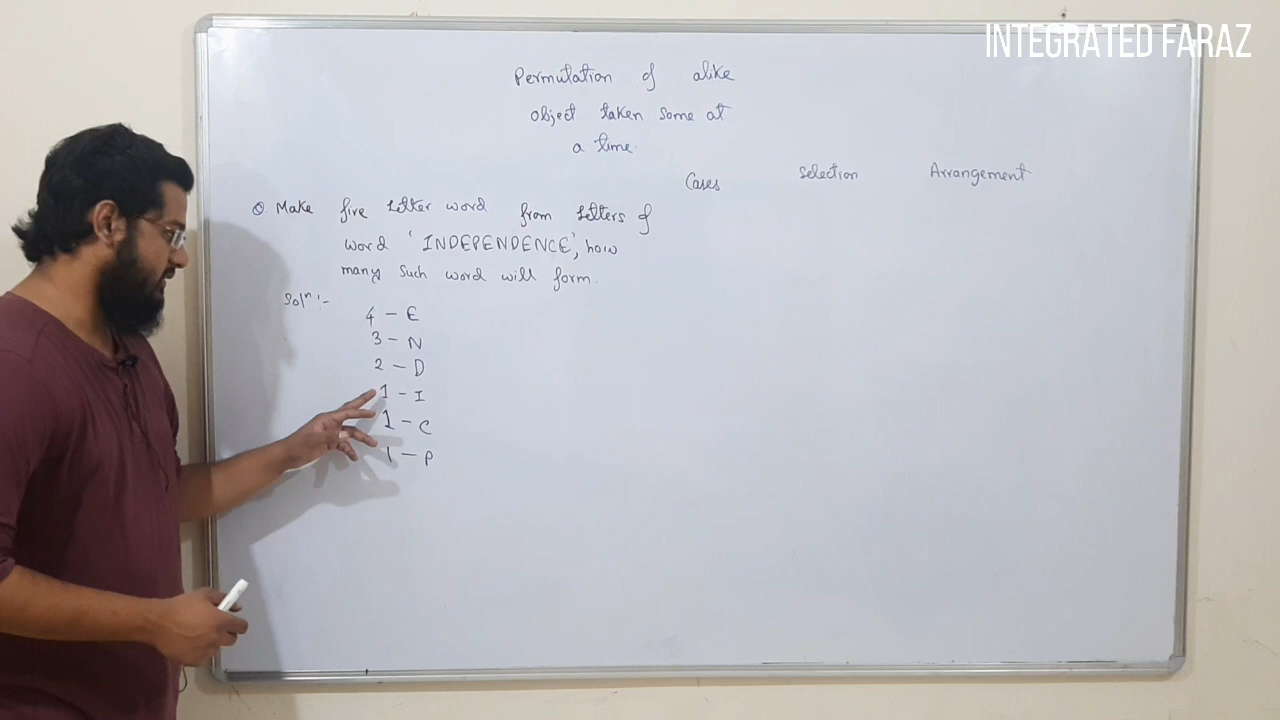 INTEGRATED FARAZ
Permutation of alike
object taken some at
a time.
Cases Selection Arrangement
Q. Make five letter word from letters of
word 'INDEPENDENCE', how
many such word will form.
Solⁿ:-
4 - E
3 - N
2 - D
1 - I
1 - C
1 - P